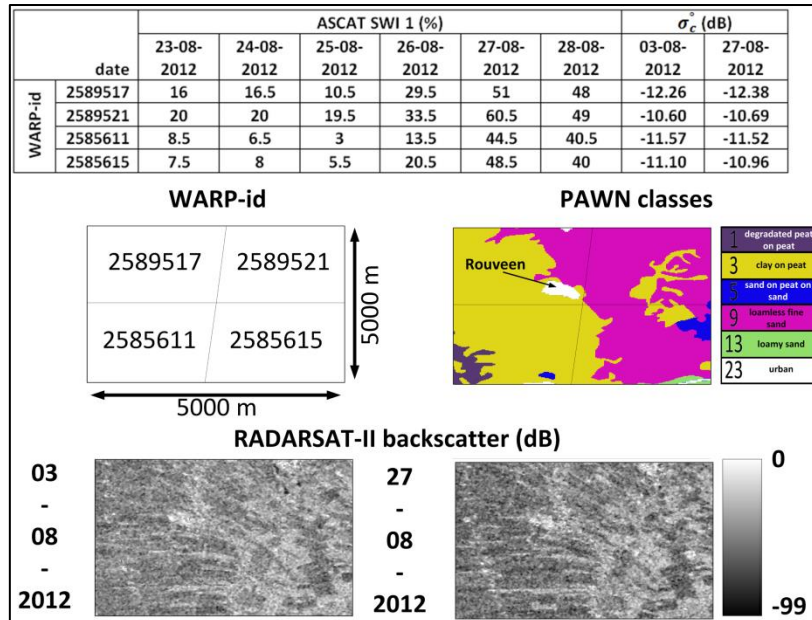 ASCAT SWI 1 (%) σ°c (dB)
date 23-08-2012 24-08-2012 25-08-2012 26-08-2012 27-08-2012 28-08-2012 03-08-2012 27-08-2012
WARP-id
2589517 16 16.5 10.5 29.5 51 48 -12.26 -12.38
2589521 20 20 19.5 33.5 60.5 49 -10.60 -10.69
2585611 8.5 6.5 3 13.5 44.5 40.5 -11.57 -11.52
2585615 7.5 8 5.5 20.5 48.5 40 -11.10 -10.96
WARP-id
2589517 2589521
2585611 2585615
5000 m
5000 m
PAWN classes
Rouveen
1 degradated peat on peat
3 clay on peat
5 sand on peat on sand
9 loamless fine sand
13 loamy sand
23 urban
RADARSAT-II backscatter (dB)
03
-
08
-
2012
27
-
08
-
2012
0
-99